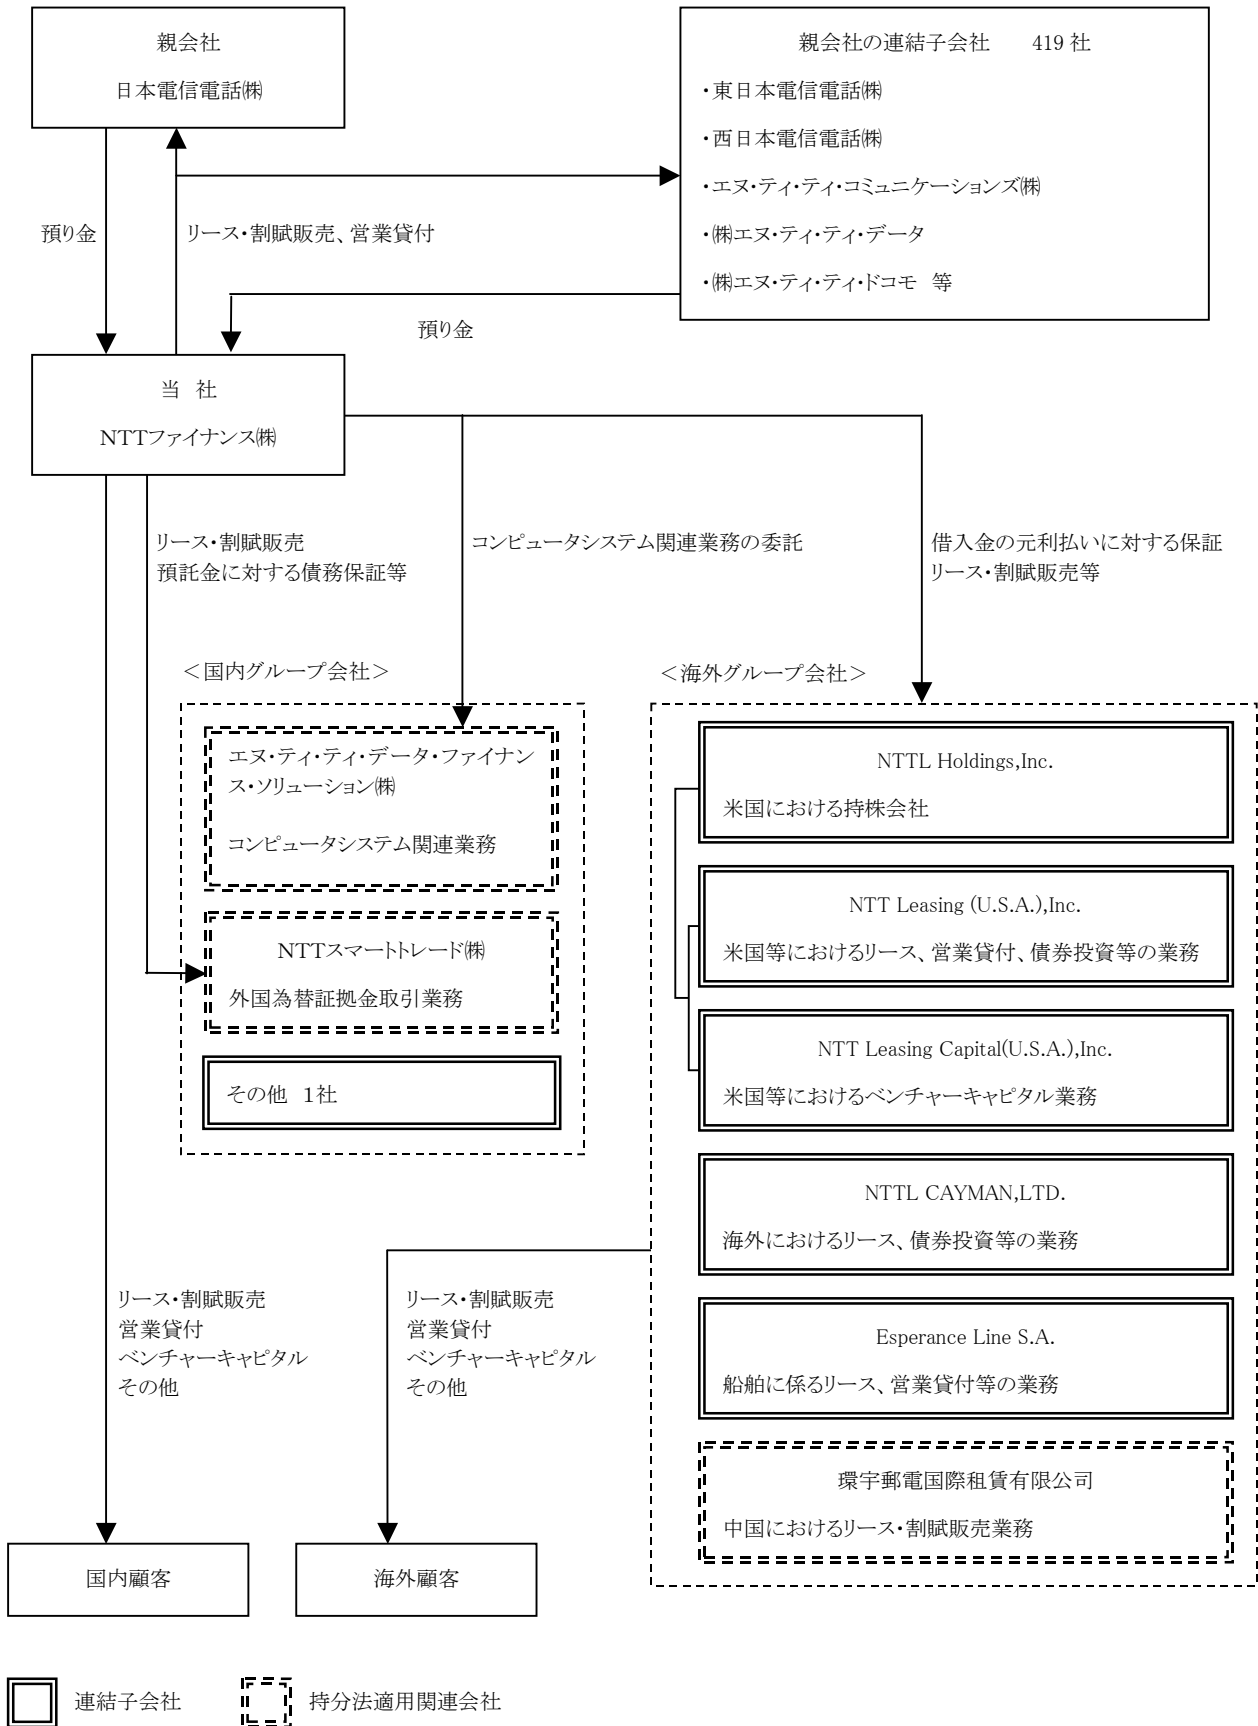 親会社
日本電信電話㈱
親会社の連結子会社　　419 社
・東日本電信電話㈱
・西日本電信電話㈱
・エヌ・ティ・ティ・コミュニケーションズ㈱
・㈱エヌ・ティ・ティ・データ
・㈱エヌ・ティ・ティ・ドコモ　等
預り金
リース・割賦販売、営業貸付
預り金
当　社
NTTファイナンス㈱
リース・割賦販売
預託金に対する債務保証等
コンピュータシステム関連業務の委託
借入金の元利払いに対する保証
リース・割賦販売等
＜国内グループ会社＞
エヌ・ティ・ティ・データ・ファイナン
ス・ソリューション㈱
コンピュータシステム関連業務
NTTスマートトレード㈱
外国為替証拠金取引業務
その他　1社
＜海外グループ会社＞
NTTL Holdings,Inc.
米国における持株会社
NTT Leasing (U.S.A.),Inc.
米国等におけるリース、営業貸付、債券投資等の業務
NTT Leasing Capital(U.S.A.),Inc.
米国等におけるベンチャーキャピタル業務
NTTL CAYMAN,LTD.
海外におけるリース、債券投資等の業務
Esperance Line S.A.
船舶に係るリース、営業貸付等の業務
環宇郵電国際租賃有限公司
中国におけるリース・割賦販売業務
リース・割賦販売
営業貸付
ベンチャーキャピタル
その他
リース・割賦販売
営業貸付
ベンチャーキャピタル
その他
国内顧客
海外顧客
連結子会社
持分法適用関連会社